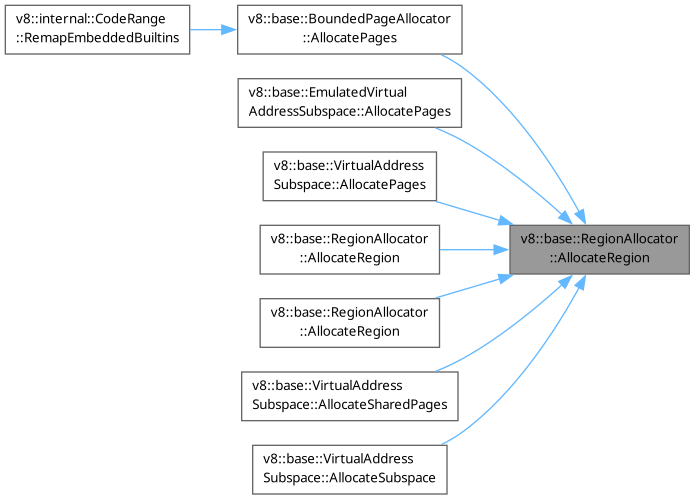 v8::internal::CodeRange
::RemapEmbeddedBuiltins
v8::base::BoundedPageAllocator
::AllocatePages
v8::base::EmulatedVirtual
AddressSubspace::AllocatePages
v8::base::VirtualAddress
Subspace::AllocatePages
v8::base::RegionAllocator
::AllocateRegion
v8::base::RegionAllocator
::AllocateRegion
v8::base::RegionAllocator
::AllocateRegion
v8::base::VirtualAddress
Subspace::AllocateSharedPages
v8::base::VirtualAddress
Subspace::AllocateSubspace